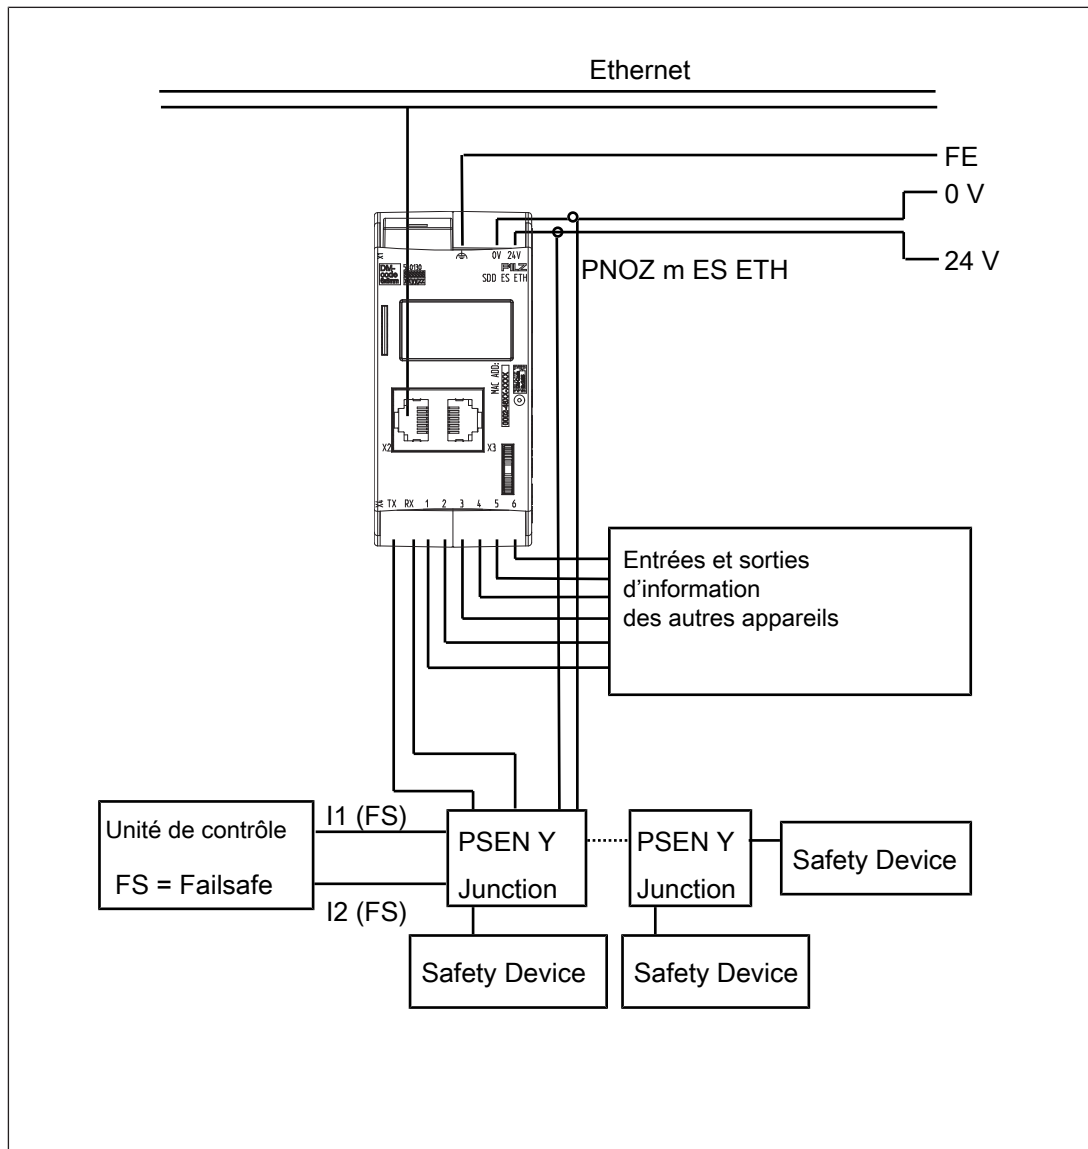 Ethernet
FE
0 V
24 V
0V 24V
PNOZ m ES ETH
PILZ
SDD ES ETH
DM-
code
MAC ADD:
X2
X3
TX RX 1 2 3 4 5 6
Entrées et sorties
d’information
des autres appareils
Unité de contrôle
FS = Failsafe
I1 (FS)
I2 (FS)
PSEN Y
Junction
PSEN Y
Junction
Safety Device
Safety Device
Safety Device